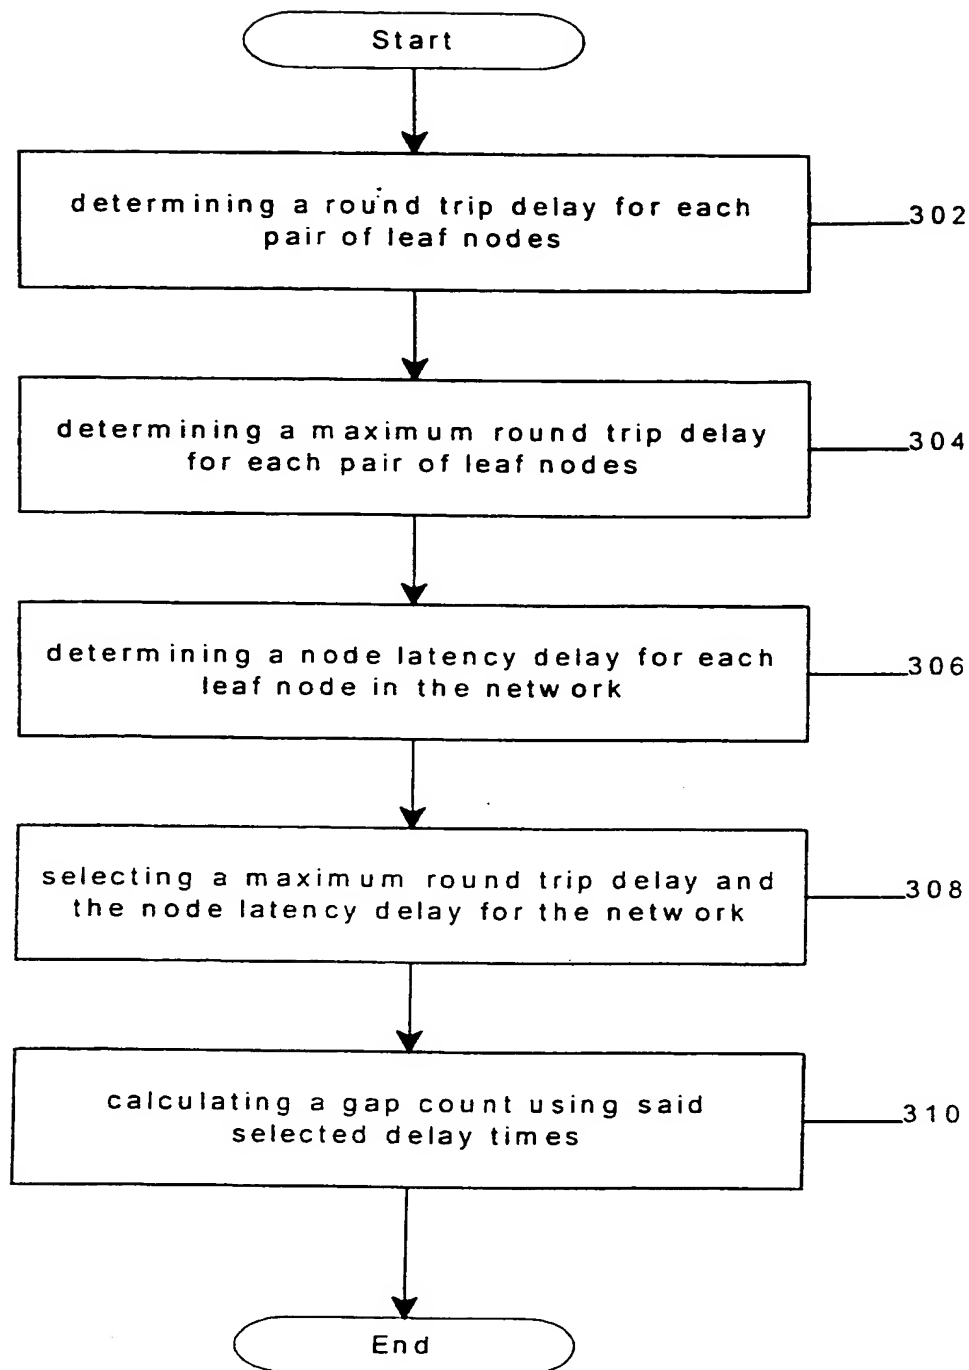 Start
determining a round trip delay for each
pair of leaf nodes
302
determining a maximum round trip delay
for each pair of leaf nodes
304
determining a node latency delay for each
leaf node in the network
306
selecting a maximum round trip delay and
the node latency delay for the network
308
calculating a gap count using said
selected delay times
310
End